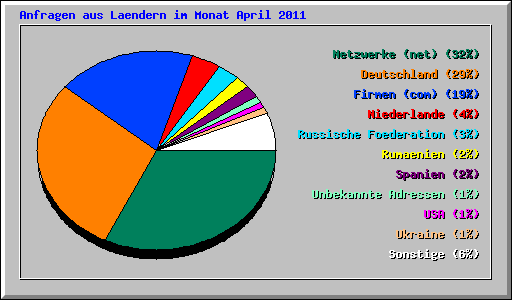 Anfragen aus Laendern im Monat April 2011
Netzwerke (net) (32%)
Deutschland (29%)
Firmen (com) (19%)
Niederlande (4%)
Russische Foederation (3%)
Rumaenien (2%)
Spanien (2%)
Unbekannte Adressen (1%)
USA (1%)
Ukraine (1%)
Sonstige (6%)